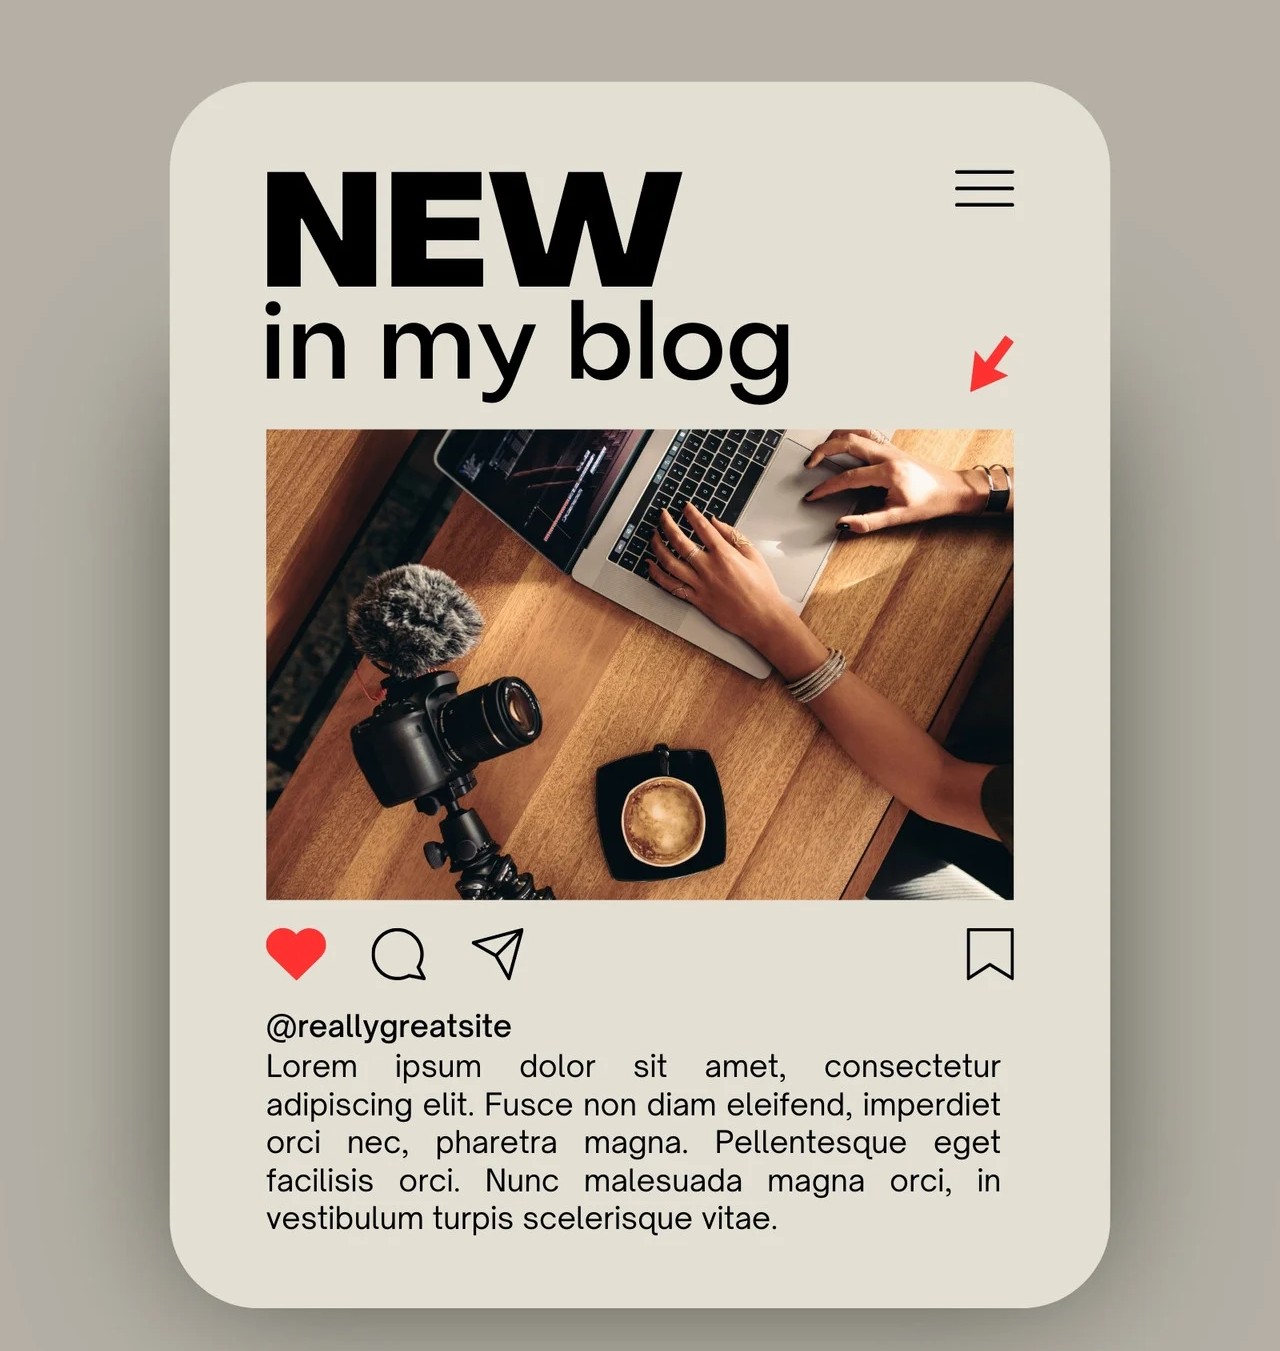 NEW
in my blog
@reallygreatsite
Lorem ipsum dolor sit amet, consectetur
adipiscing elit. Fusce non diam eleifend, imperdiet
orci nec, pharetra magna. Pellentesque eget
facilisis orci. Nunc malesuada magna orci, in
vestibulum turpis scelerisque vitae.